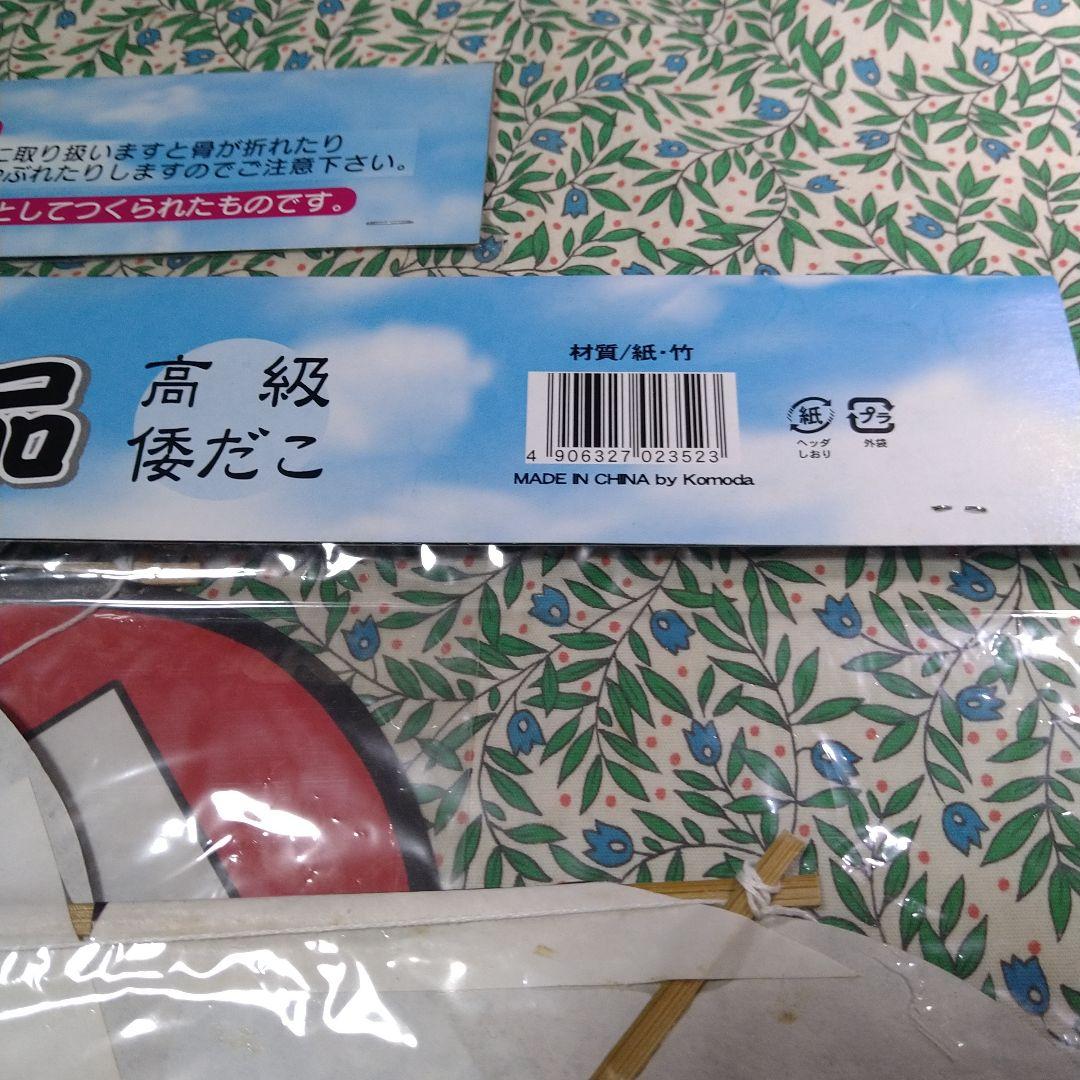 に取り扱いますと骨が折れたり
ぶれたりしますのでご注意下さい。
としてつくられたものです。
品
高級
倭だこ
材質/紙・竹
4 906327 023523
MADE IN CHINA by Komoda
紙
ヘッダ
しおり
プラ
外袋